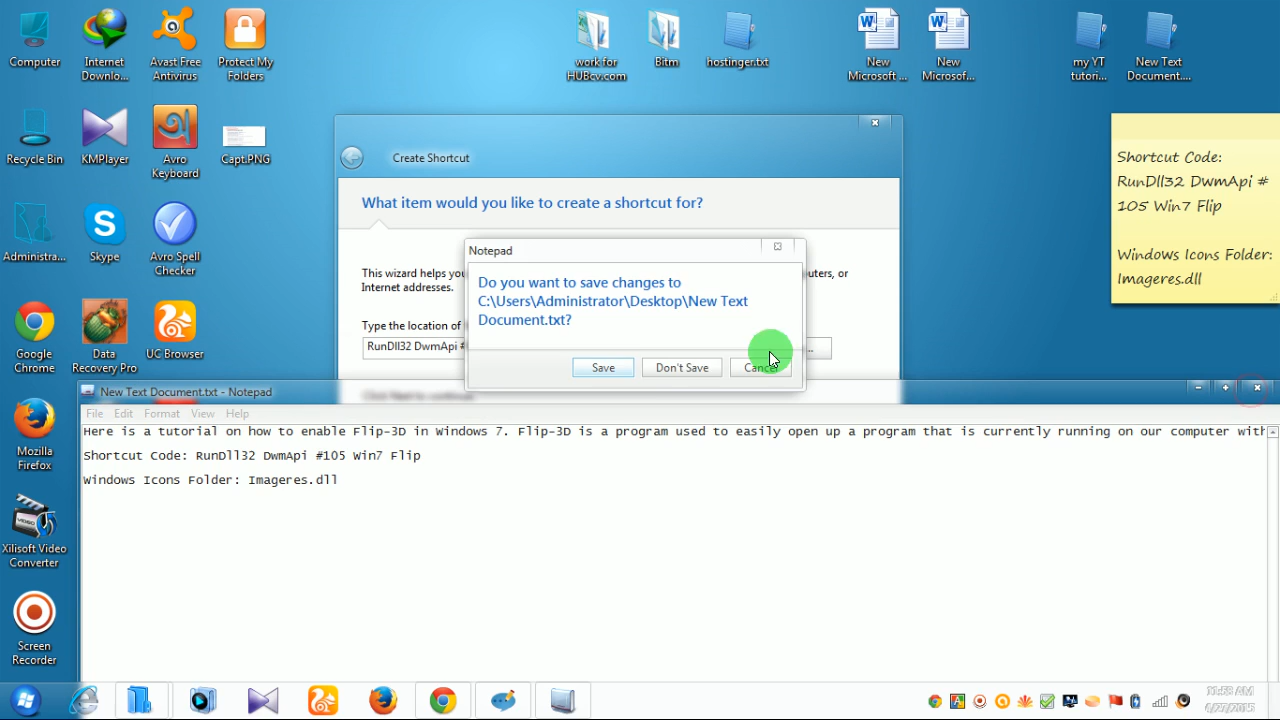 Computer
Internet Downlo...
Avast Free Antivirus
Protect My Folders
work for HUBcv.com
Bitm
hostinger.txt
New Microsoft ...
New Microsof...
my YT tutori...
New Text Document....
Recycle Bin
KMPlayer
Avro Keyboard
Capt.PNG
Administra...
Skype
Avro Spell Checker
Google Chrome
Data Recovery Pro
UC Browser
Mozilla Firefox
Xilisoft Video Converter
Screen Recorder
Shortcut Code:
RunDll32 DwmApi #
105 Win7 Flip
Windows Icons Folder:
Imageres.dll
Create Shortcut
What item would you like to create a shortcut for?
This wizard helps you
computers, or
Internet addresses.
Type the location of
RunDll32 DwmApi #
Click Next to continue.
Notepad
Do you want to save changes to
C:\Users\Administrator\Desktop\New Text
Document.txt?
Save
Don't Save
Cancel
New Text Document.txt - Notepad
File Edit Format View Help
Here is a tutorial on how to enable Flip-3D in Windows 7. Flip-3D is a program used to easily open up a program that is currently running on our computer with
Shortcut Code: RunDll32 DwmApi #105 Win7 Flip
Windows Icons Folder: Imageres.dll